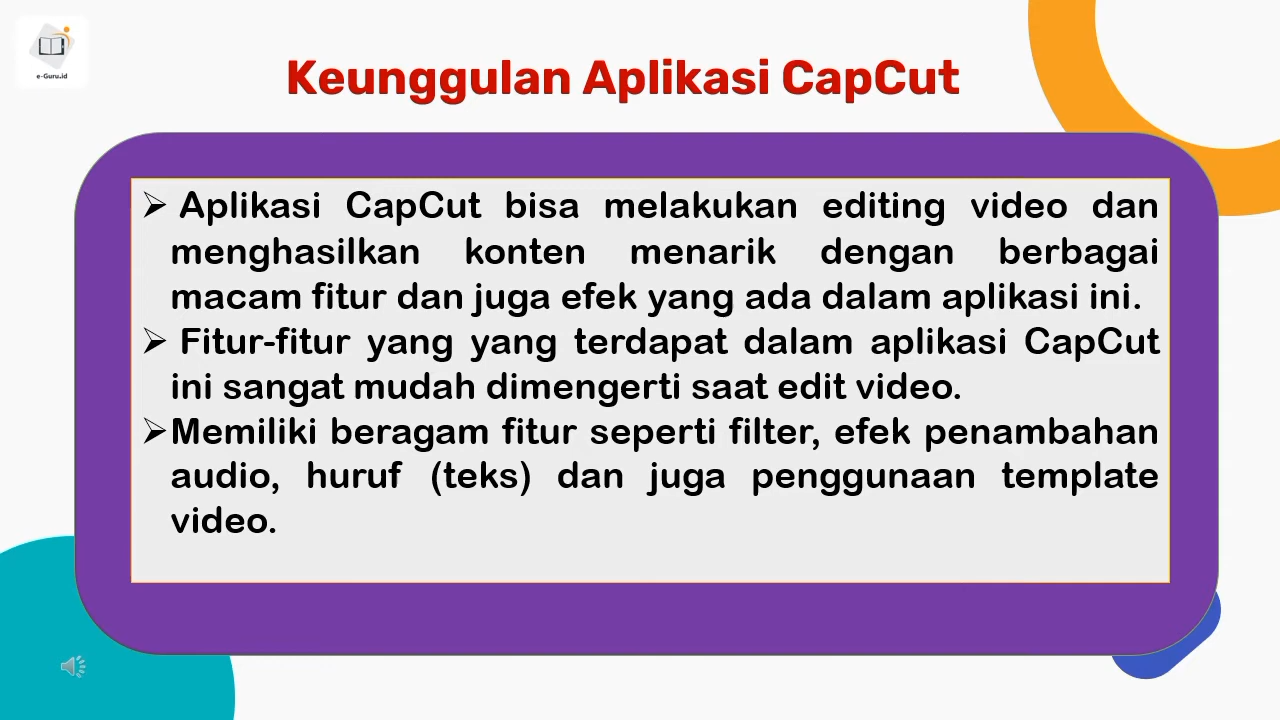 e-Guru.id
Keunggulan Aplikasi CapCut
➢ Aplikasi CapCut bisa melakukan editing video dan
menghasilkan konten menarik dengan berbagai
macam fitur dan juga efek yang ada dalam aplikasi ini.
➢ Fitur-fitur yang yang terdapat dalam aplikasi CapCut
ini sangat mudah dimengerti saat edit video.
➢Memiliki beragam fitur seperti filter, efek penambahan
audio, huruf (teks) dan juga penggunaan template
video.